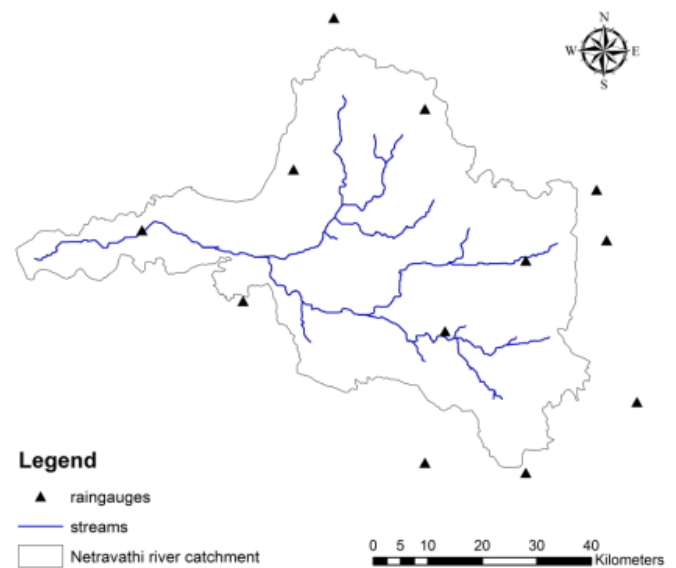 N
W E
S
Legend
raingauges
streams
Netravathi river catchment
0 5 10 20 30 40
Kilometers